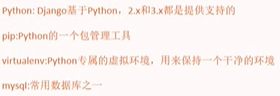 Python: Django基于Python，2.x和3.x都是提供支持的
pip:Python的一个包管理工具
virtualenv:Python专属的虚拟环境，用来保持一个干净的环境
mysql:常用数据库之一